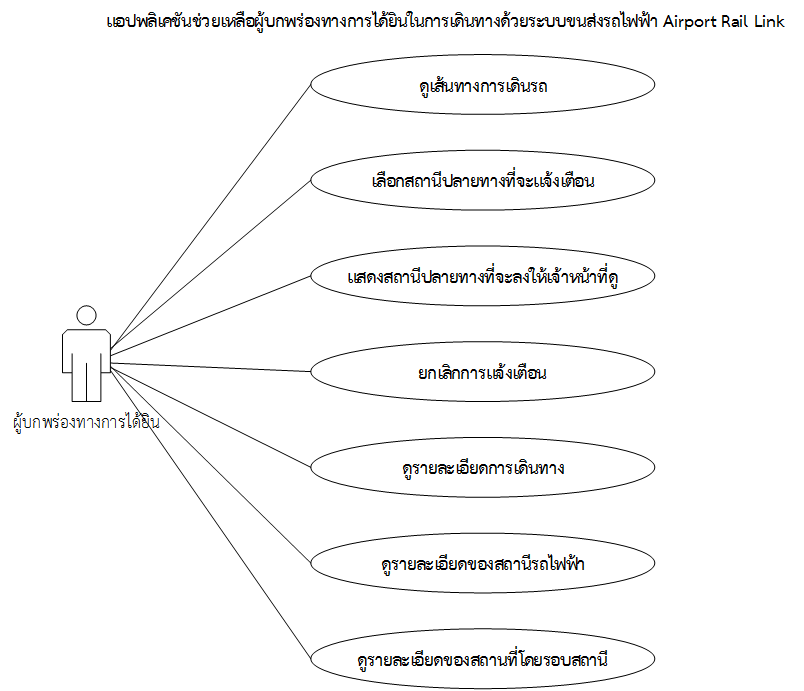 แอปพลิเคชันช่วยเหลือผู้บกพร่องทางการได้ยินในการเดินทางด้วยระบบขนส่งรถไฟฟ้า Airport Rail Link
ดูเส้นทางการเดินรถ
เลือกสถานีปลายทางที่จะแจ้งเตือน
แสดงสถานีปลายทางที่จะลงให้เจ้าหน้าที่ดู
ยกเลิกการแจ้งเตือน
ผู้บกพร่องทางการได้ยิน
ดูรายละเอียดการเดินทาง
ดูรายละเอียดของสถานีรถไฟฟ้า
ดูรายละเอียดของสถานที่โดยรอบสถานี